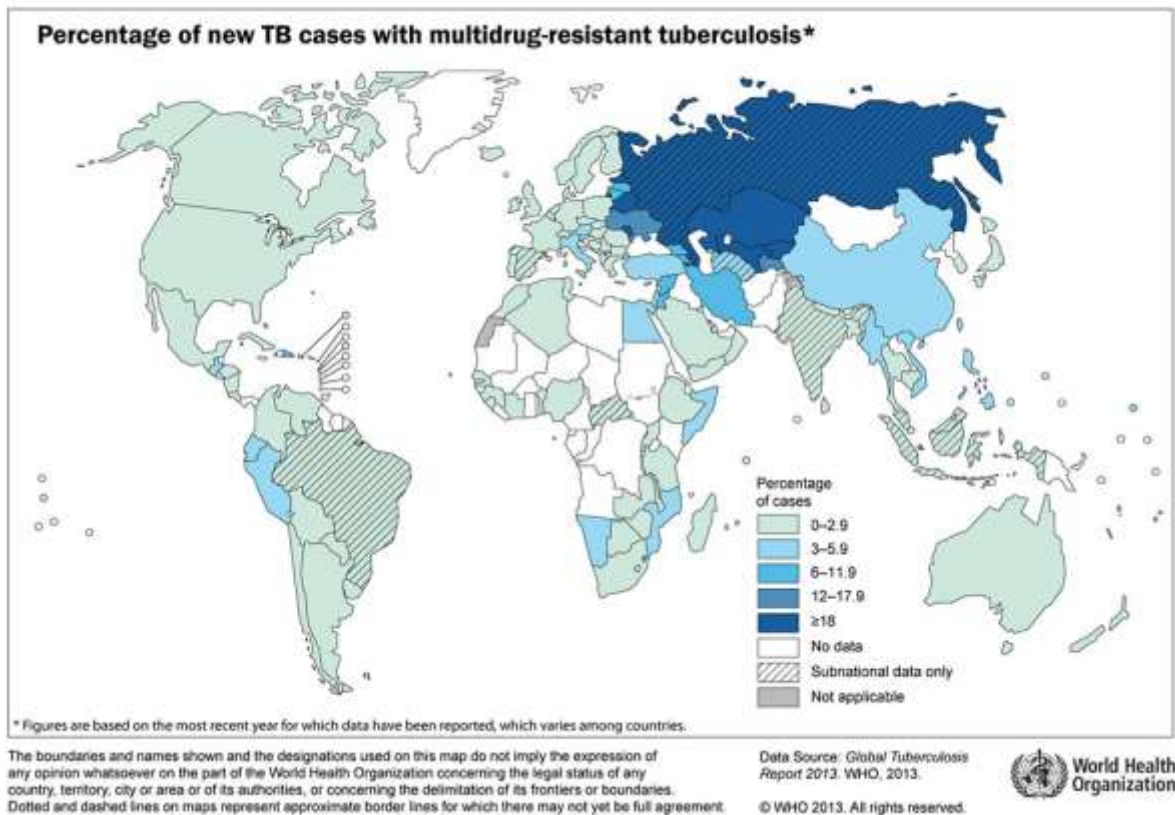 Percentage of new TB cases with multidrug-resistant tuberculosis*
Percentage
of cases
0–2.9
3–5.9
6–11.9
12–17.9
≥18
No data
Subnational data only
Not applicable
* Figures are based on the most recent year for which data have been reported, which varies among countries.
The boundaries and names shown and the designations used on this map do not imply the expression of
any opinion whatsoever on the part of the World Health Organization concerning the legal status of any
country, territory, city or area or of its authorities, or concerning the delimitation of its frontiers or boundaries.
Dotted and dashed lines on maps represent approximate border lines for which there may not yet be full agreement.
Data Source: Global Tuberculosis
Report 2013. WHO, 2013.
© WHO 2013. All rights reserved.
World Health
Organization